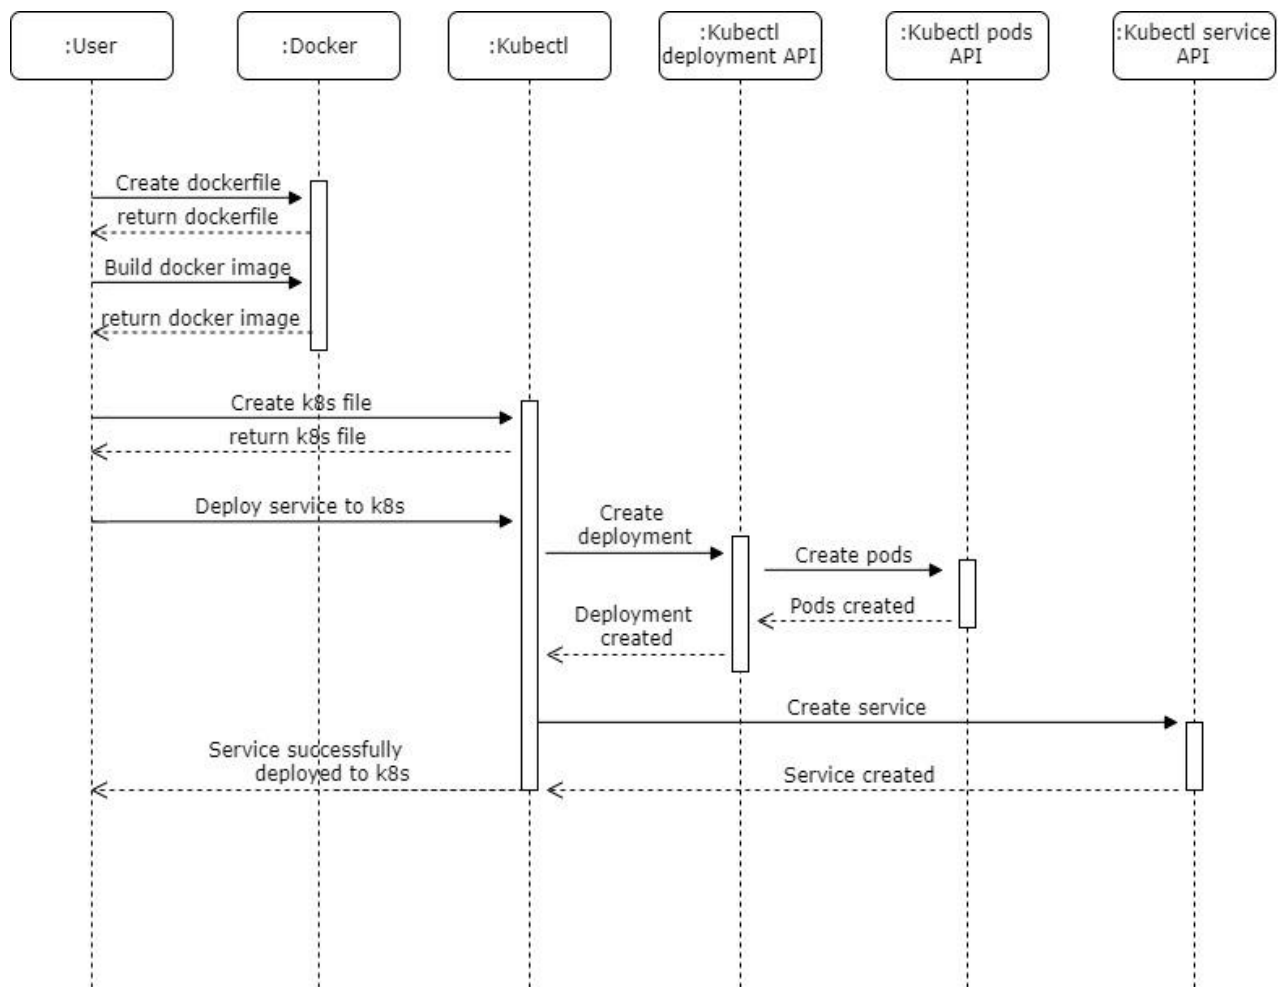 :User
:Docker
:Kubectl
:Kubectl
deployment API
:Kubectl pods
API
:Kubectl service
API
Create dockerfile
return dockerfile
Build docker image
return docker image
Create k8s file
return k8s file
Deploy service to k8s
Create
deployment
Create pods
Pods created
Deployment
created
Create service
Service successfully
deployed to k8s
Service created